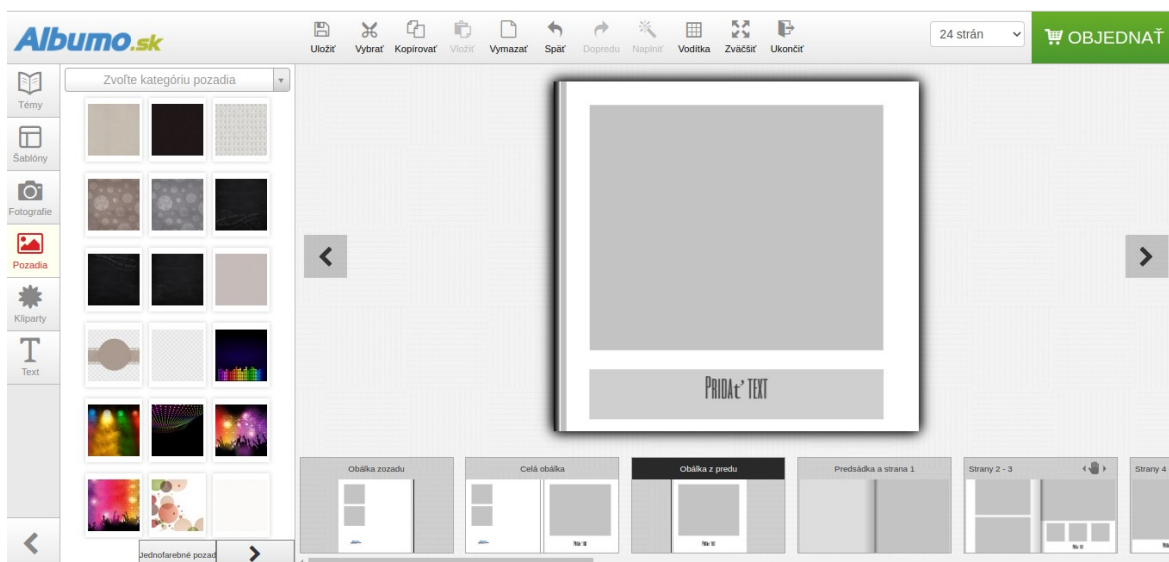 Albumo.sk
Uložiť
Vybrať
Kopírovať
Vložiť
Vymazať
Späť
Dopredu
Naplniť
Vodítka
Zväčšiť
Ukončiť
24 strán
OBJEDNAŤ
Témy
Šablóny
Fotografie
Pozadia
Kliparty
Text
Zvoľte kategóriu pozadia
Jednofarebné pozad
PRIDAť TEXT
Obálka zozadu
Celá obálka
Obálka z predu
Predsádka a strana 1
Strany 2 - 3
Strany 4